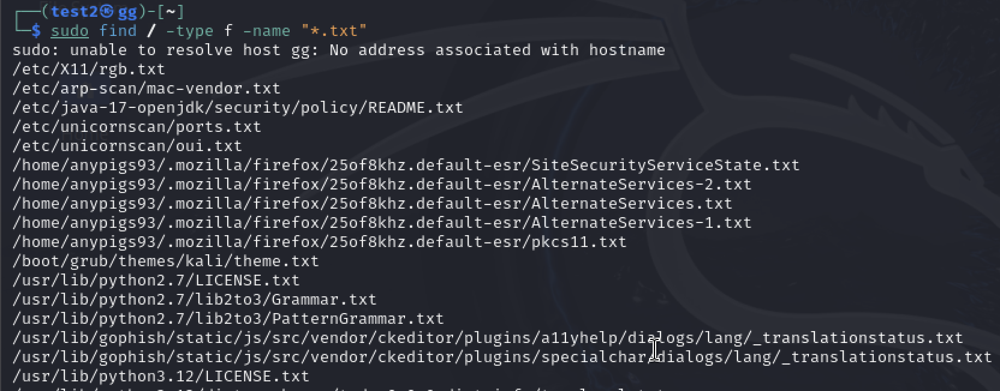 ┌──(test2㉿gg)-[~]
└─$ sudo find / -type f -name "*.txt"
sudo: unable to resolve host gg: No address associated with hostname
/etc/X11/rgb.txt
/etc/arp-scan/mac-vendor.txt
/etc/java-17-openjdk/security/policy/README.txt
/etc/unicornscan/ports.txt
/etc/unicornscan/oui.txt
/home/anypigs93/.mozilla/firefox/25of8khz.default-esr/SiteSecurityServiceState.txt
/home/anypigs93/.mozilla/firefox/25of8khz.default-esr/AlternateServices-2.txt
/home/anypigs93/.mozilla/firefox/25of8khz.default-esr/AlternateServices.txt
/home/anypigs93/.mozilla/firefox/25of8khz.default-esr/AlternateServices-1.txt
/home/anypigs93/.mozilla/firefox/25of8khz.default-esr/pkcs11.txt
/boot/grub/themes/kali/theme.txt
/usr/lib/python2.7/LICENSE.txt
/usr/lib/python2.7/lib2to3/Grammar.txt
/usr/lib/python2.7/lib2to3/PatternGrammar.txt
/usr/lib/gophish/static/js/src/vendor/ckeditor/plugins/a11yhelp/dialogs/lang/_translationstatus.txt
/usr/lib/gophish/static/js/src/vendor/ckeditor/plugins/specialchar/dialogs/lang/_translationstatus.txt
/usr/lib/python3.12/LICENSE.txt